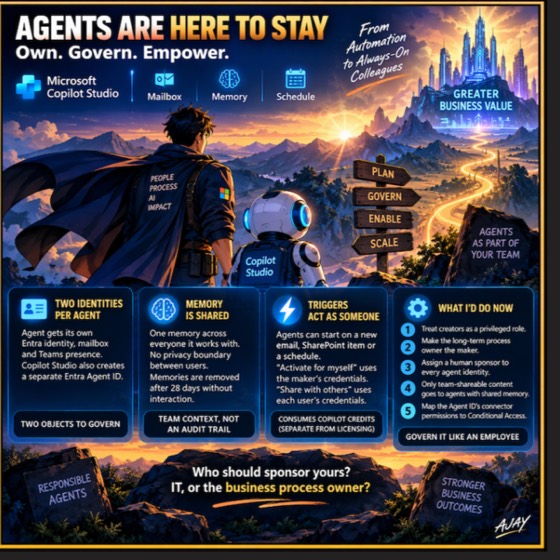 AGENTS ARE HERE TO STAY
Own. Govern. Empower.
Microsoft
Copilot Studio
Mailbox
Memory
Schedule
From
Automation
to Always-On
Colleagues
GREATER
BUSINESS VALUE
PEOPLE
PROCESS
AI
IMPACT
Copilot
Studio
PLAN
GOVERN
ENABLE
SCALE
AGENTS
AS PART OF
YOUR TEAM
TWO IDENTITIES
PER AGENT
Agent gets its own
Entra identity, mailbox
and Teams presence.
Copilot Studio also creates
a separate Entra Agent ID.
TWO OBJECTS TO GOVERN
MEMORY
IS SHARED
One memory across
everyone it works with.
No privacy boundary
between users.
Memories are removed
after 28 days without
interaction.
TEAM CONTEXT, NOT
AN AUDIT TRAIL
TRIGGERS
ACT AS SOMEONE
Agents can start on a new
email, SharePoint item or
a schedule.
"Activate for myself" uses
the maker's credentials.
"Share with others" uses
each user's credentials.
CONSUMES COPILOT CREDITS
(SEPARATE FROM LICENSING)
WHAT I'D DO NOW
1 Treat creators as a privileged role.
2 Make the long-term process
owner the maker.
3 Assign a human sponsor to
every agent identity.
4 Only team-shareable content
goes to agents with shared memory.
5 Map the Agent ID's connector
permissions to Conditional Access.
GOVERN IT LIKE AN EMPLOYEE
RESPONSIBLE
AGENTS
Who should sponsor yours?
IT, or the business process owner?
STRONGER
BUSINESS
OUTCOMES
AJAY